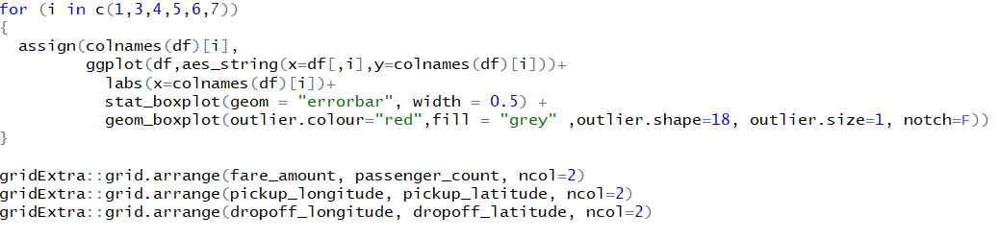 for (i in c(1,3,4,5,6,7))
{
  assign(colnames(df)[i],
         ggplot(df,aes_string(x=df[,i],y=colnames(df)[i]))+
           labs(x=colnames(df)[i])+
           stat_boxplot(geom = "errorbar", width = 0.5) +
           geom_boxplot(outlier.colour="red",fill = "grey" ,outlier.shape=18, outlier.size=1, notch=F))
}
gridExtra::grid.arrange(fare_amount, passenger_count, ncol=2)
gridExtra::grid.arrange(pickup_longitude, pickup_latitude, ncol=2)
gridExtra::grid.arrange(dropoff_longitude, dropoff_latitude, ncol=2)